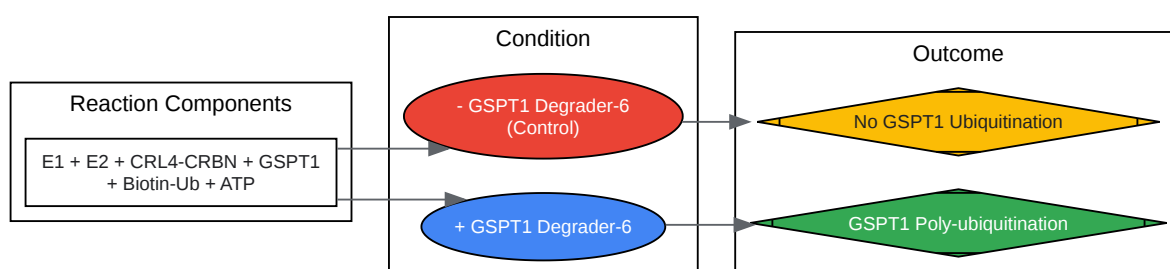 Reaction Components
E1 + E2 + CRL4-CRBN + GSPT1
+ Biotin-Ub + ATP
Condition
- GSPT1 Degrader-6
(Control)
+ GSPT1 Degrader-6
Outcome
No GSPT1 Ubiquitination
GSPT1 Poly-ubiquitination